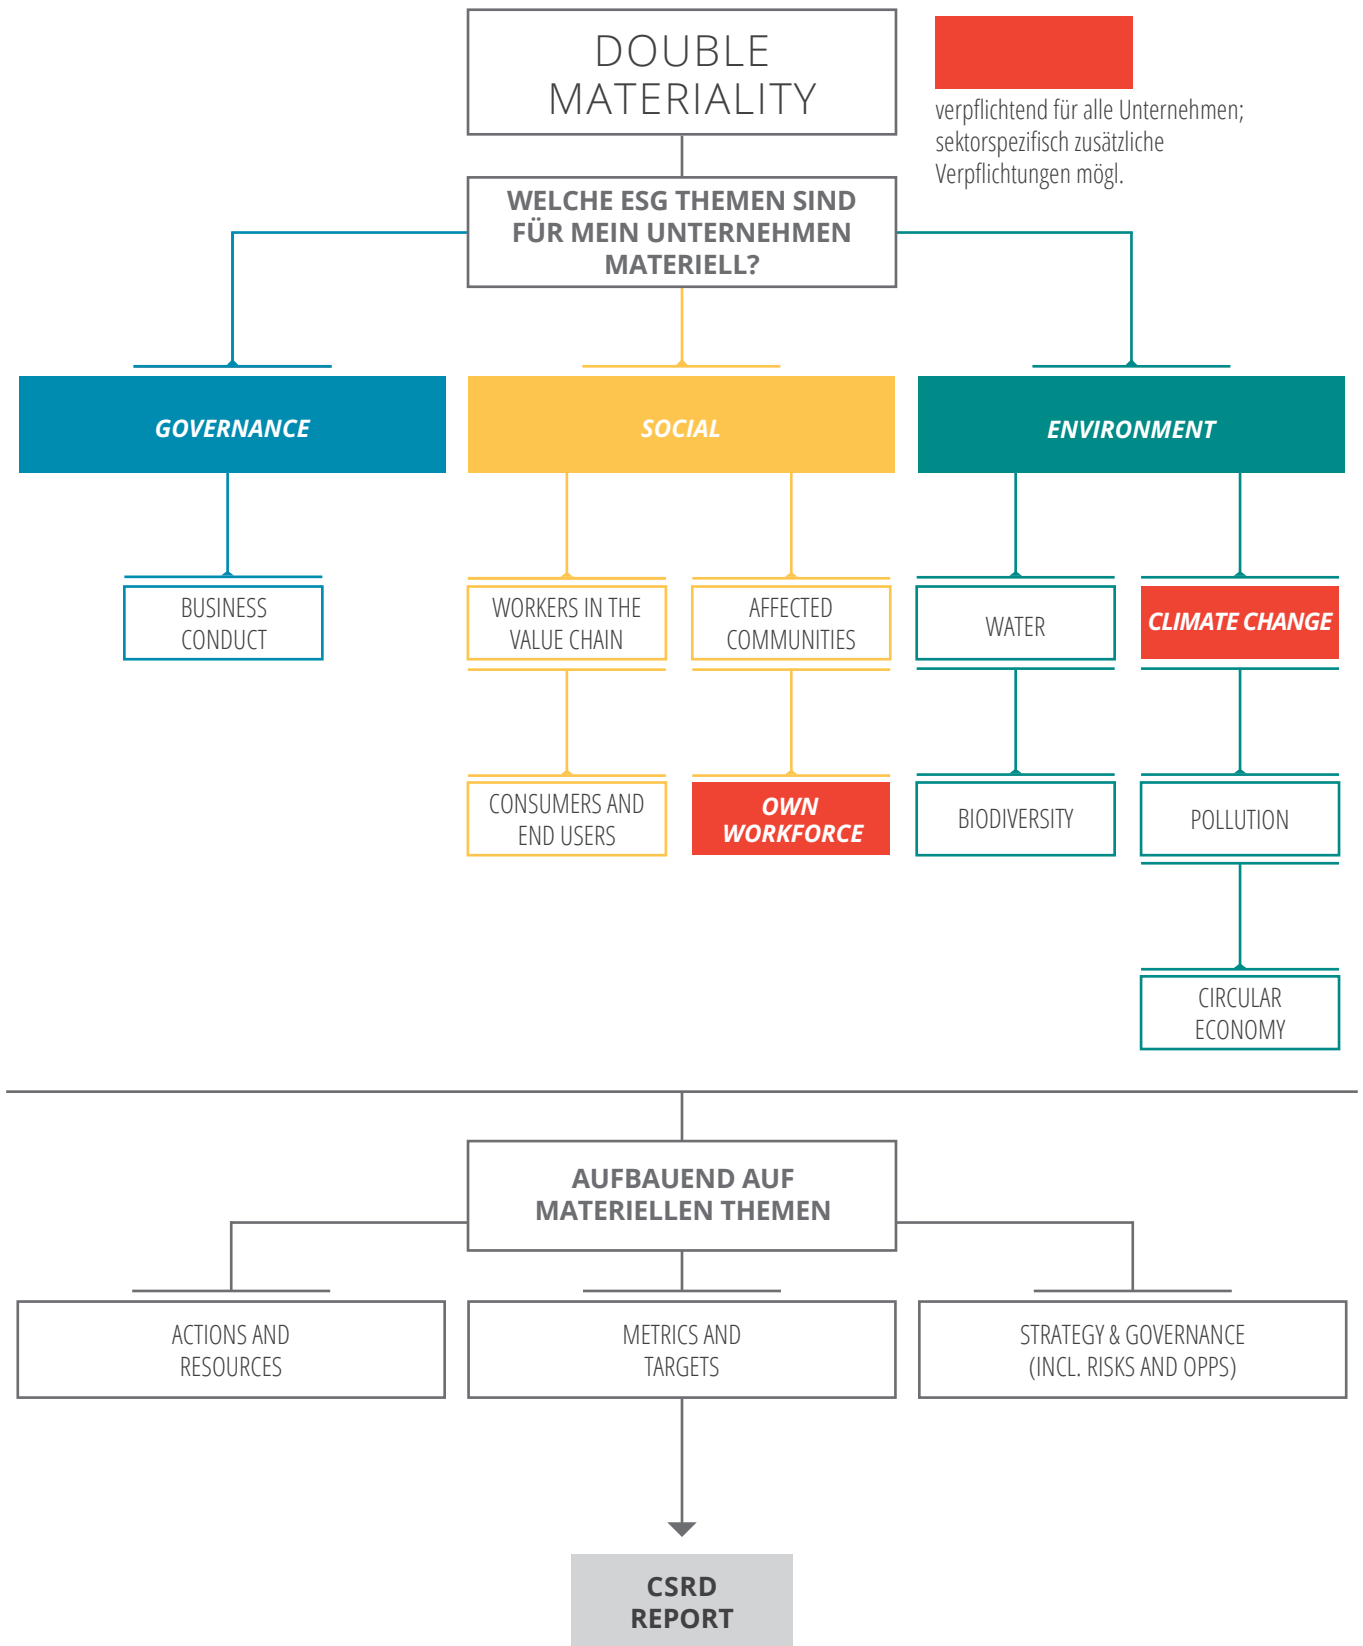 DOUBLE
MATERIALITY
verpflichtend für alle Unternehmen;
sektorspezifisch zusätzliche
Verpflichtungen mögl.
WELCHE ESG THEMEN SIND
FÜR MEIN UNTERNEHMEN
MATERIELL?
GOVERNANCE
SOCIAL
ENVIRONMENT
BUSINESS
CONDUCT
WORKERS IN THE
VALUE CHAIN
AFFECTED
COMMUNITIES
WATER
CLIMATE CHANGE
CONSUMERS AND
END USERS
OWN
WORKFORCE
BIODIVERSITY
POLLUTION
CIRCULAR
ECONOMY
AUFBAUEND AUF
MATERIELLEN THEMEN
ACTIONS AND
RESOURCES
METRICS AND
TARGETS
STRATEGY & GOVERNANCE
(INCL. RISKS AND OPPS)
CSRD
REPORT